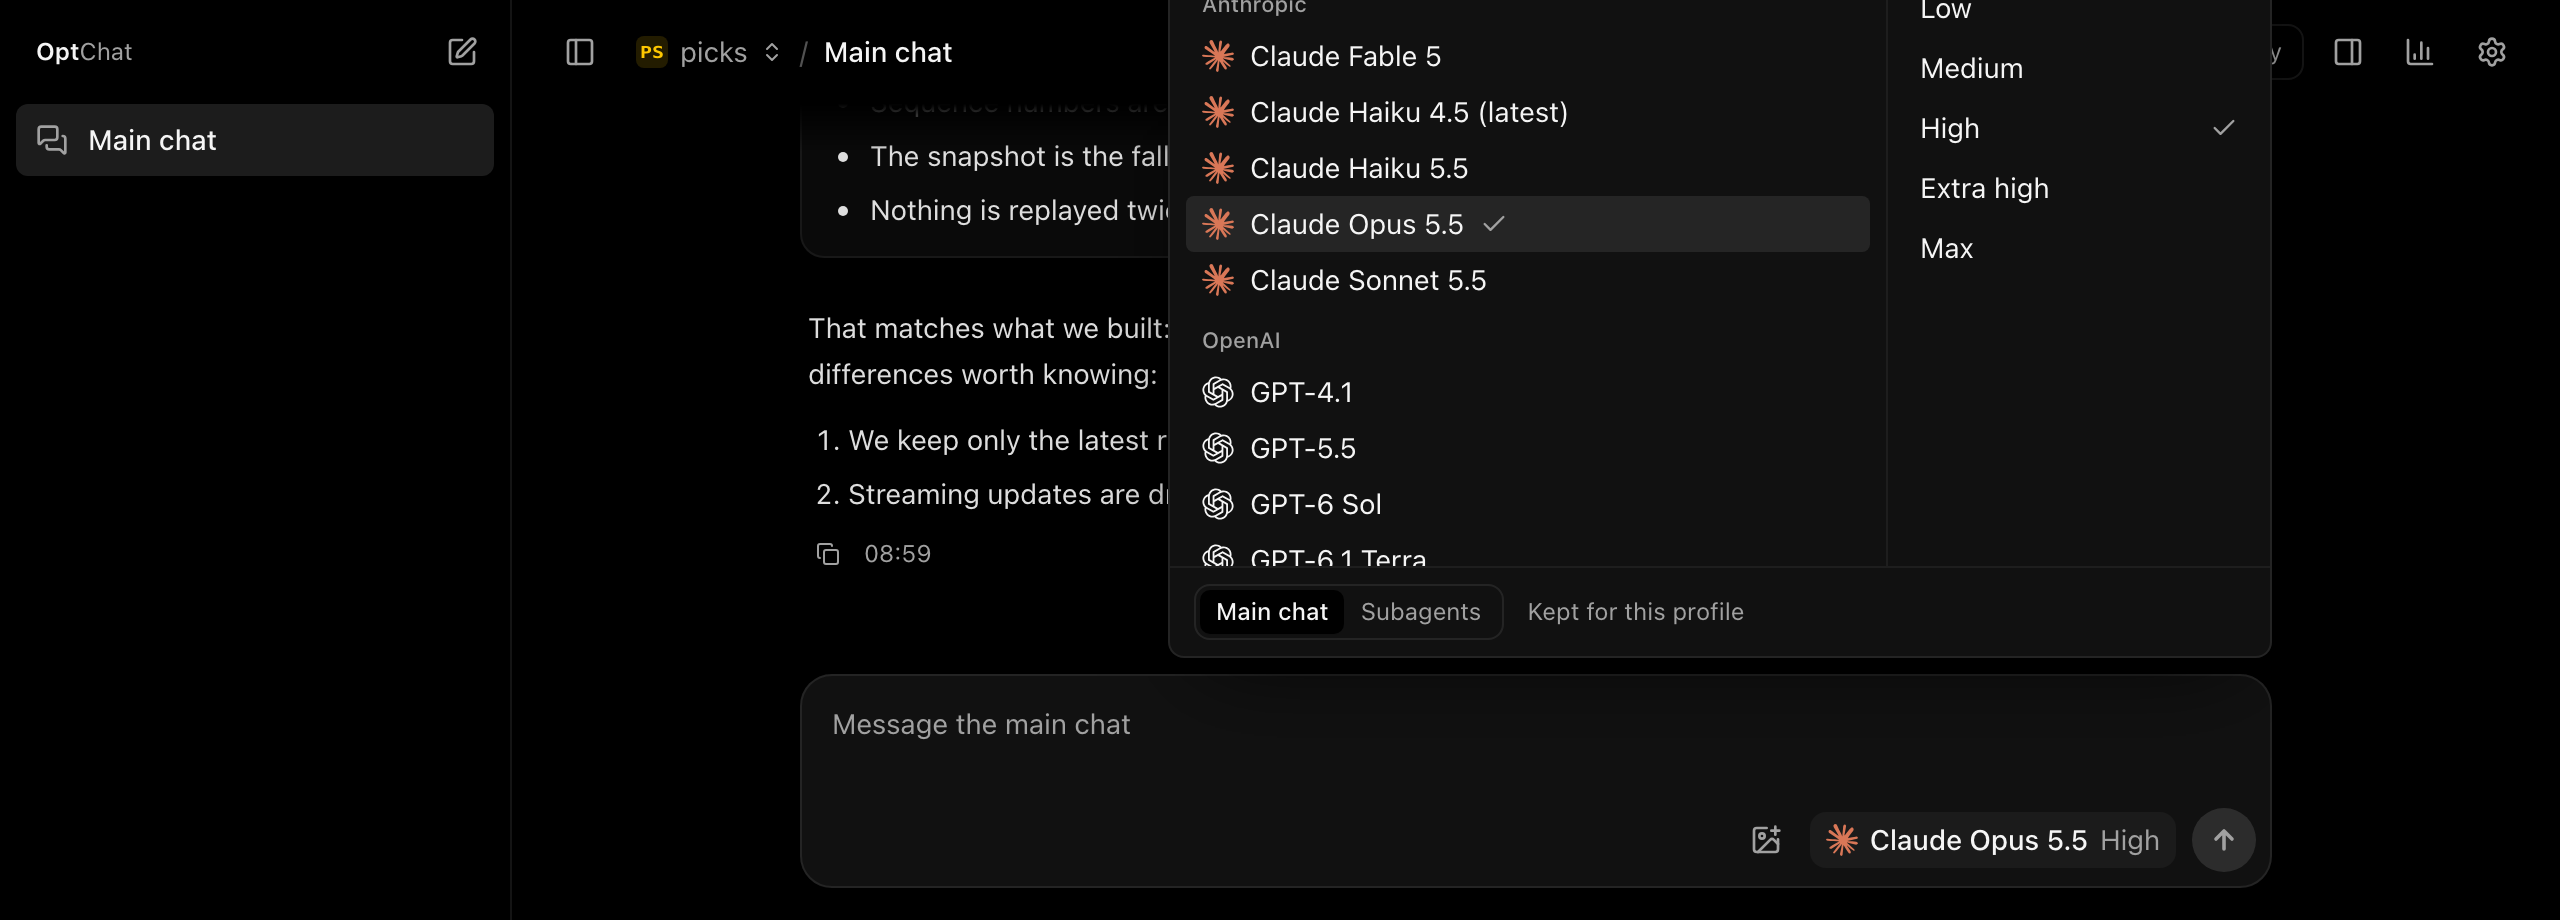 OptChat
Main chat
PS picks / Main chat
The snapshot is the fall
Nothing is replayed
That matches what we built:
differences worth knowing:
1. We keep only the latest
2. Streaming updates are
08:59
Anthropic
Claude Fable 5
Claude Haiku 4.5 (latest)
Claude Haiku 5.5
Claude Opus 5.5
Claude Sonnet 5.5
OpenAI
GPT-4.1
GPT-5.5
GPT-6 Sol
GPT-6.1 Terra
Low
Medium
High
Extra high
Max
Main chat Subagents Kept for this profile
Message the main chat
Claude Opus 5.5 High